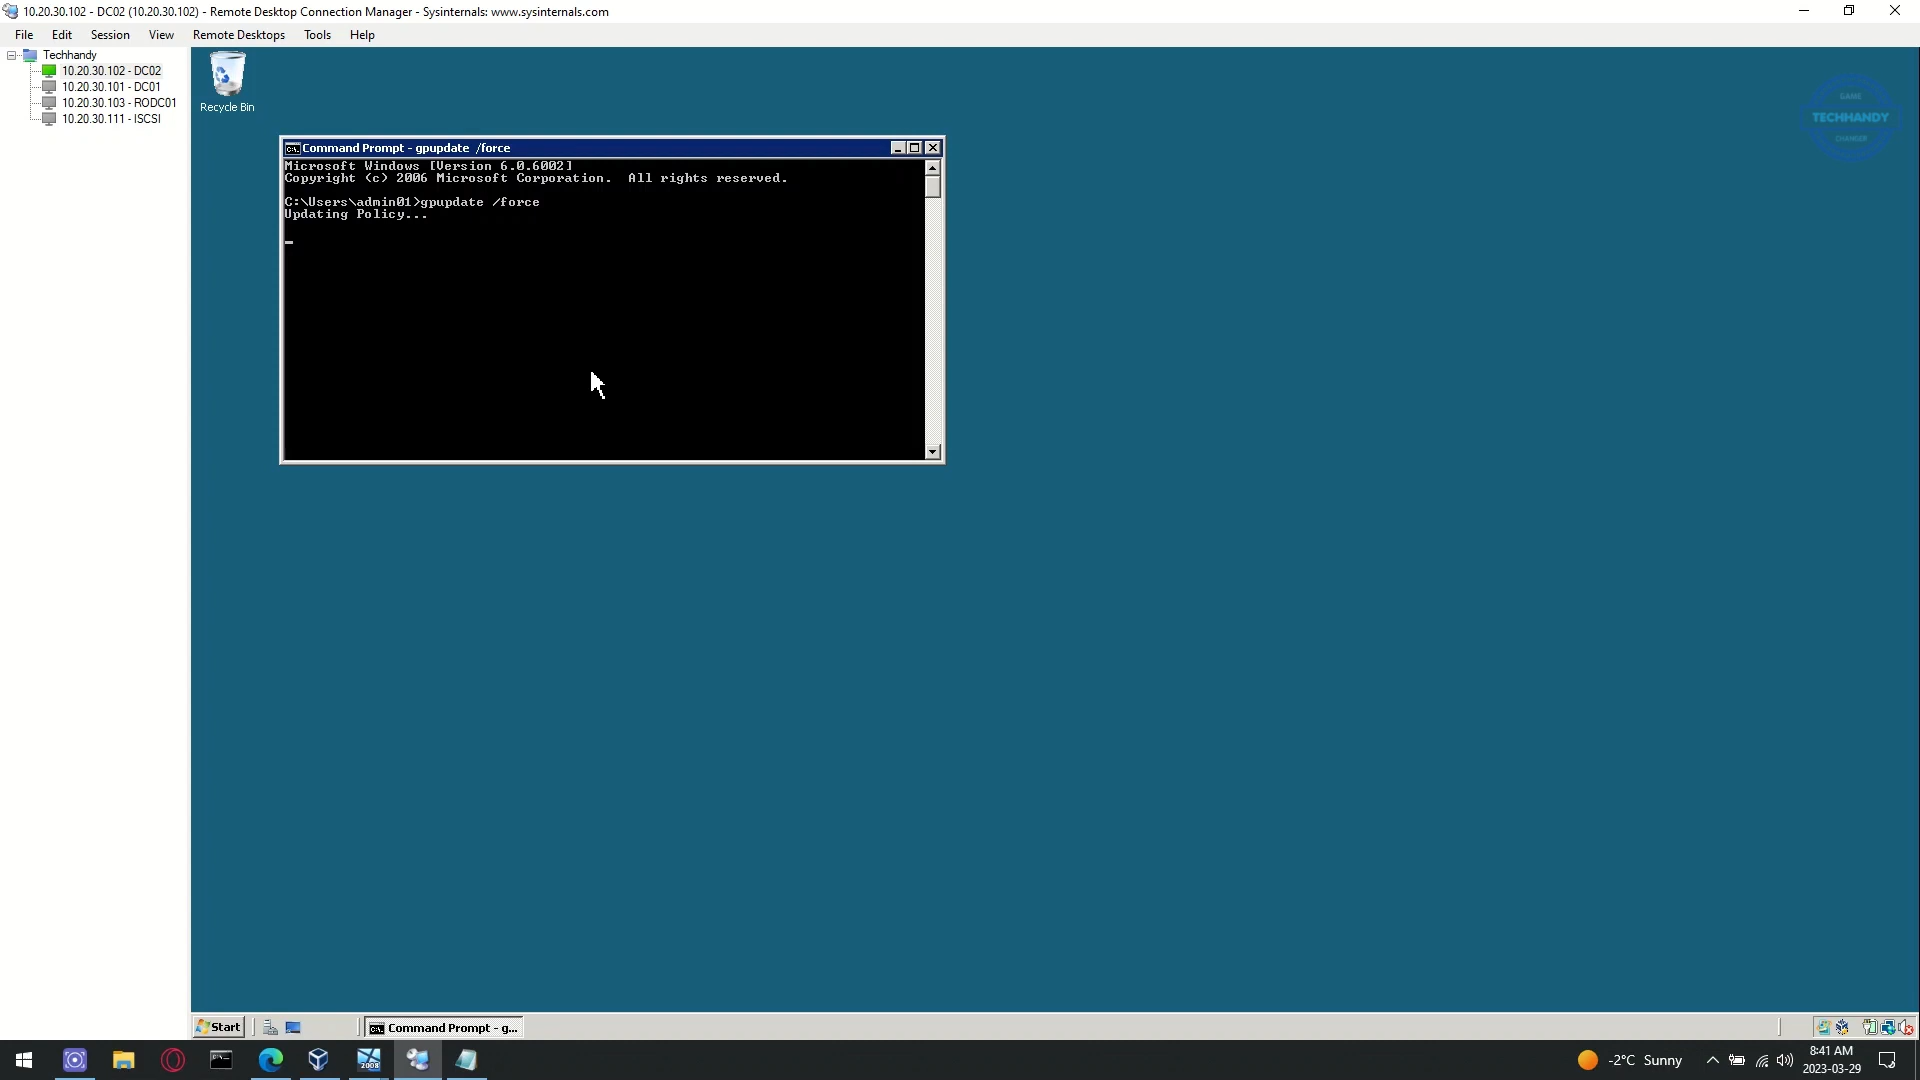 10.20.30.102 - DC02 (10.20.30.102) - Remote Desktop Connection Manager - Sysinternals: www.sysinternals.com
File Edit Session View Remote Desktops Tools Help
Techhandy
10.20.30.102 - DC02
10.20.30.101 - DC01
10.20.30.103 - RODC01
10.20.30.111 - ISCSI
Recycle Bin
GAME
TECHHANDY
CHANGER
C:\. Command Prompt - gpupdate /force
Microsoft Windows [Version 6.0.6002]
Copyright (c) 2006 Microsoft Corporation. All rights reserved.
C:\Users\admin01>gpupdate /force
Updating Policy...
Start
C:\. Command Prompt - g...
2008
-2°C Sunny
8:41 AM
2023-03-29